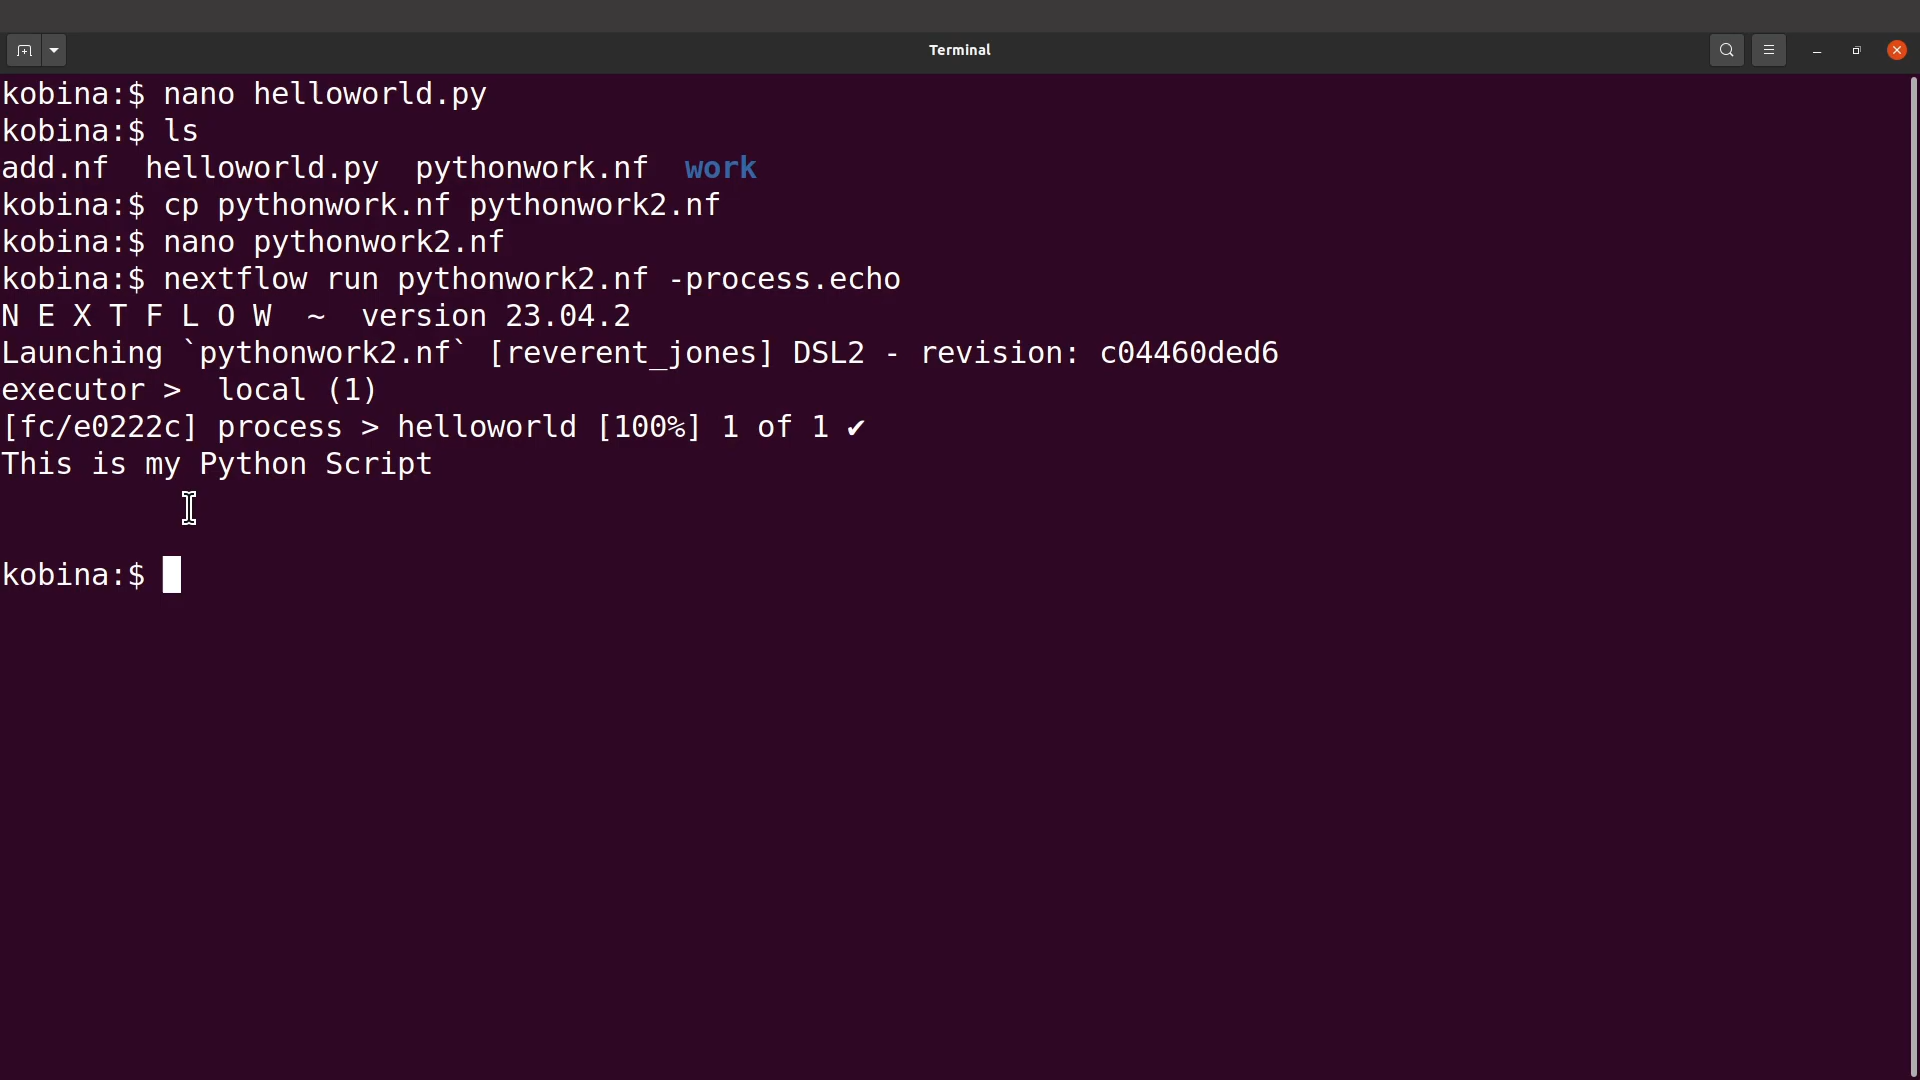 Terminal
kobina:$ nano helloworld.py
kobina:$ ls
add.nf  helloworld.py  pythonwork.nf  work
kobina:$ cp pythonwork.nf pythonwork2.nf
kobina:$ nano pythonwork2.nf
kobina:$ nextflow run pythonwork2.nf -process.echo
N E X T F L O W  ~  version 23.04.2
Launching `pythonwork2.nf` [reverent_jones] DSL2 - revision: c04460ded6
executor >  local (1)
[fc/e0222c] process > helloworld [100%] 1 of 1 ✔
This is my Python Script
kobina:$